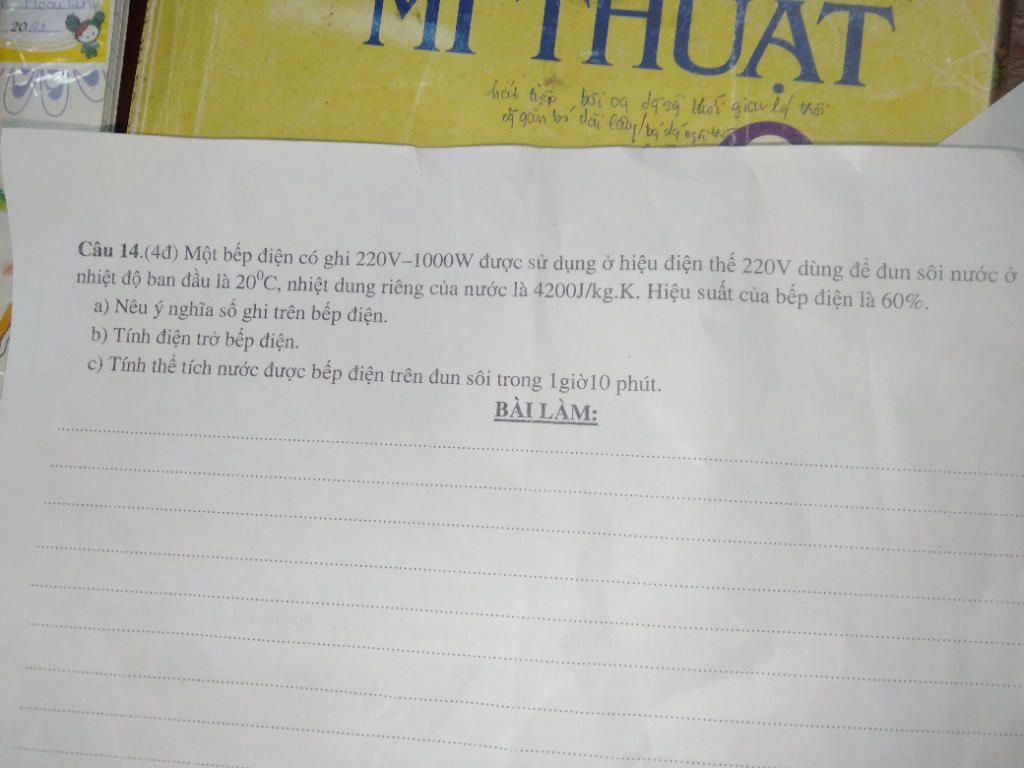 2021
MĨ THUẬT
Câu 14.(4đ) Một bếp điện có ghi 220V–1000W được sử dụng ở hiệu điện thế 220V dùng để đun sôi nước ở
nhiệt độ ban đầu là 20⁰C, nhiệt dung riêng của nước là 4200J/kg.K. Hiệu suất của bếp điện là 60%.
a) Nêu ý nghĩa số ghi trên bếp điện.
b) Tính điện trở bếp điện.
c) Tính thể tích nước được bếp điện trên đun sôi trong 1giờ10 phút.
BÀI LÀM: